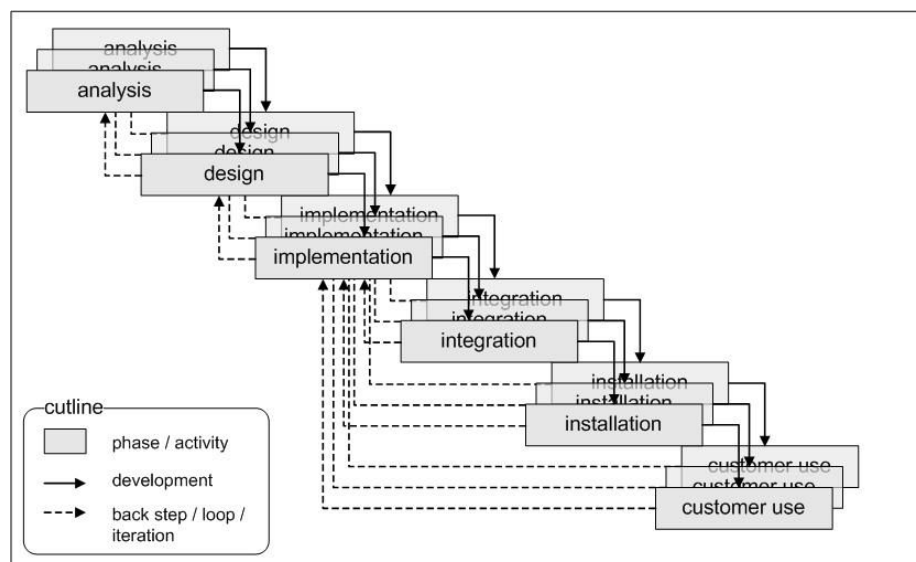 analysis
analysis
analysis
design
design
design
implementation
implementation
implementation
integration
integration
integration
installation
installation
installation
customer use
customer use
customer use
cutline
phase / activity
development
back step / loop /
iteration